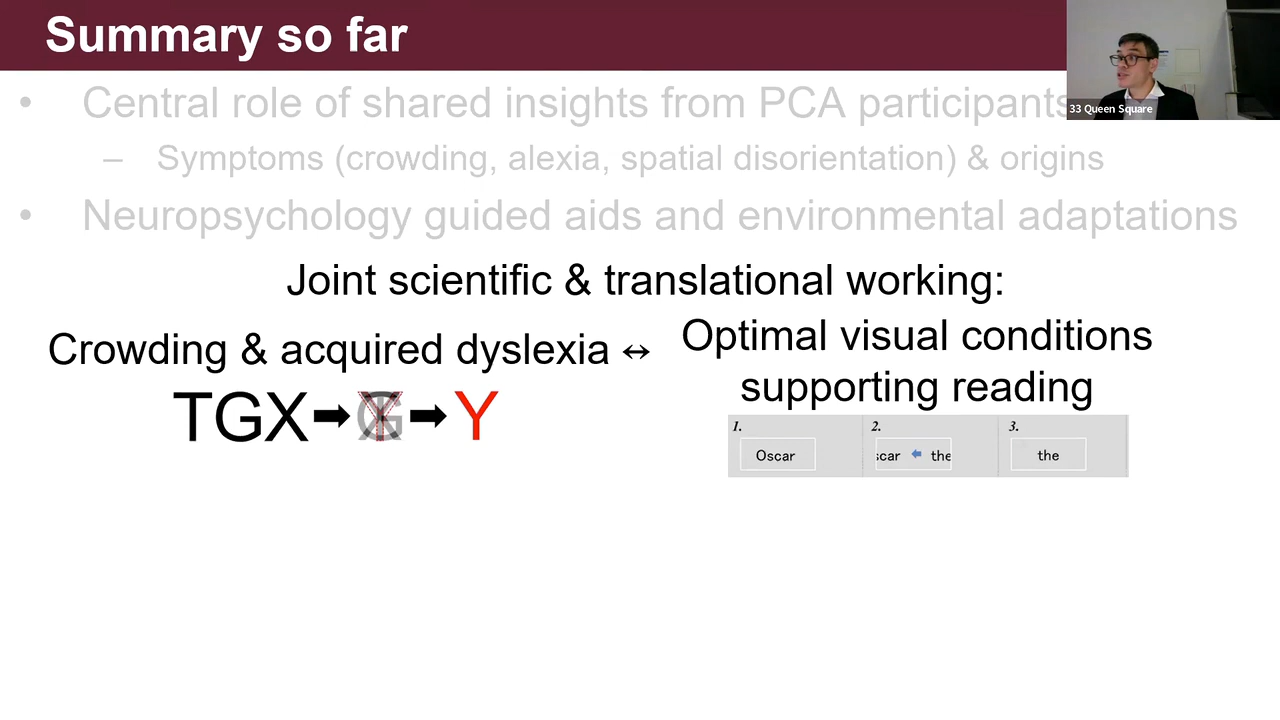 Summary so far
33 Queen Square
• Central role of shared insights from PCA participants
– Symptoms (crowding, alexia, spatial disorientation) & origins
• Neuropsychology guided aids and environmental adaptations
Joint scientific & translational working:
Crowding & acquired dyslexia ↔
Optimal visual conditions
supporting reading
TGX➡ ➡Y
1. 2. 3.
Oscar
scar ⬅ the
the